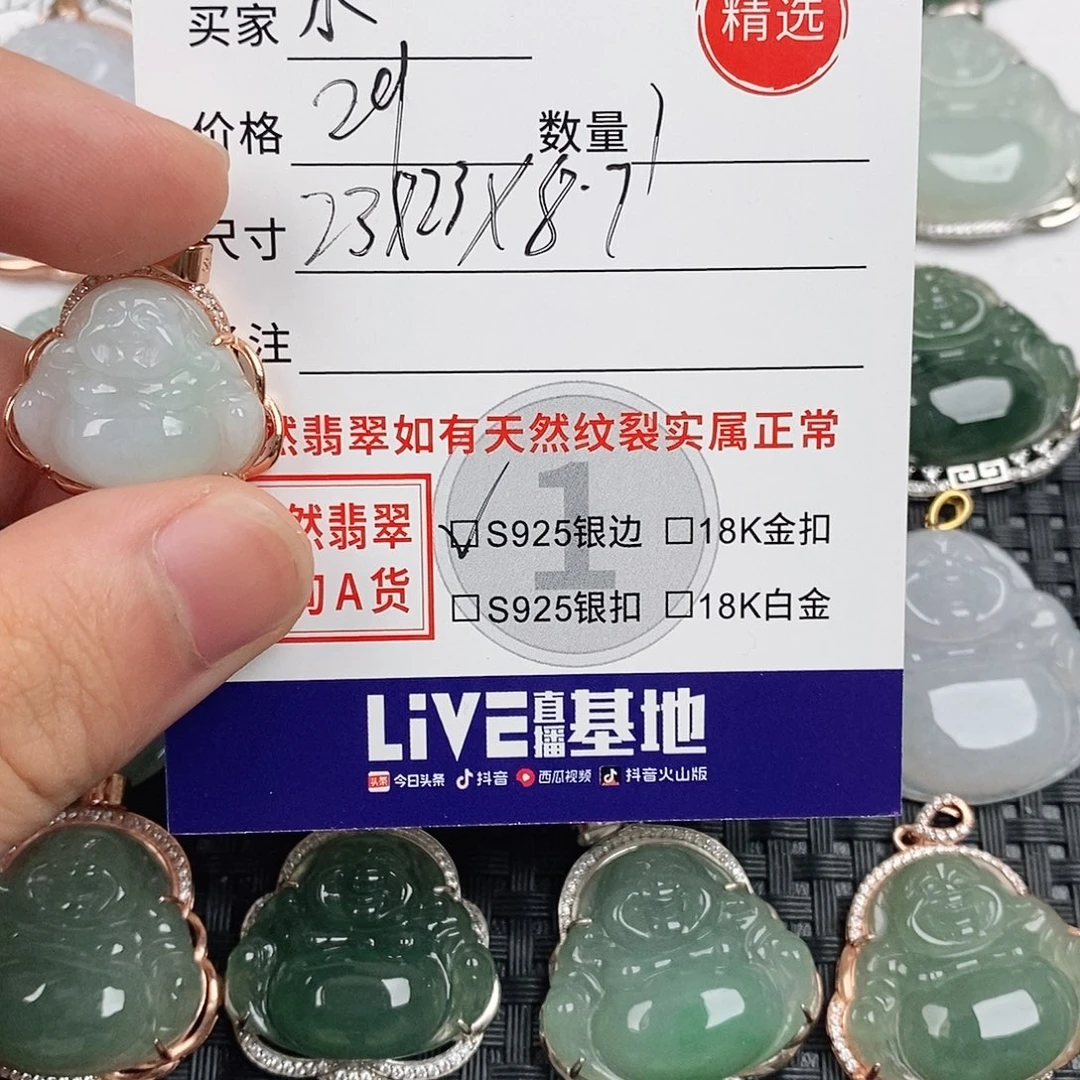 精选
买家
价格 29 数量 1
尺寸 23X23X8.7
注
然翡翠如有天然纹裂实属正常
然翡翠
A货
S925银边 18K金扣
S925银扣 18K白金
1
LiVE直播基地
头条 今日头条 抖音 西瓜视频 抖音火山版